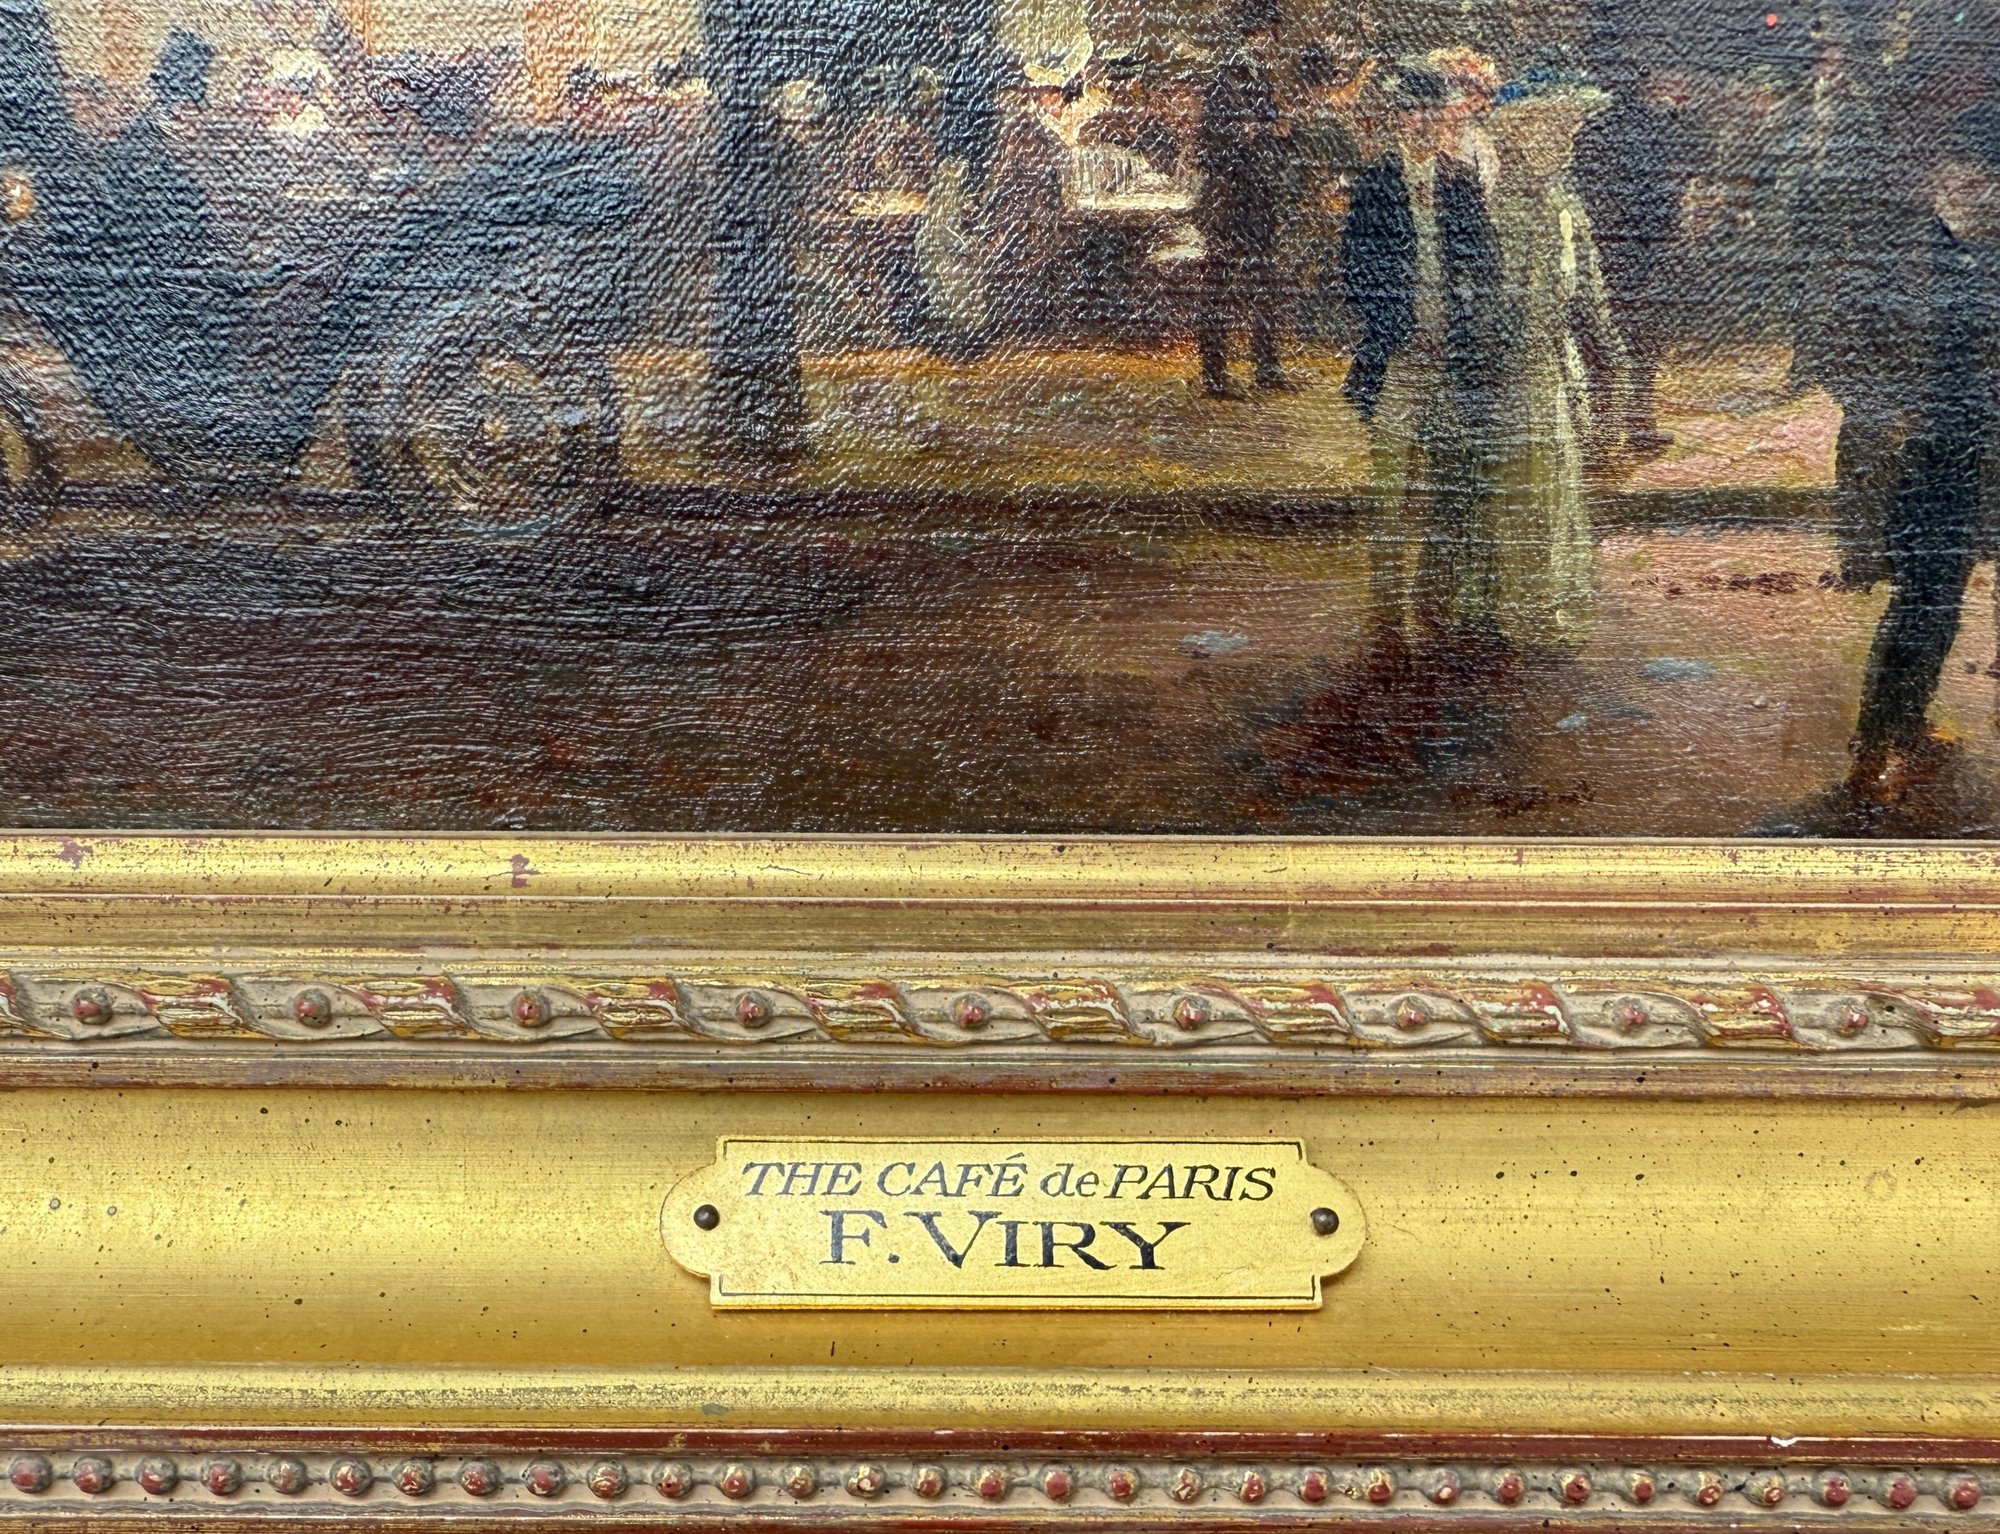 THE CAFÉ de PARIS
F. VIRY